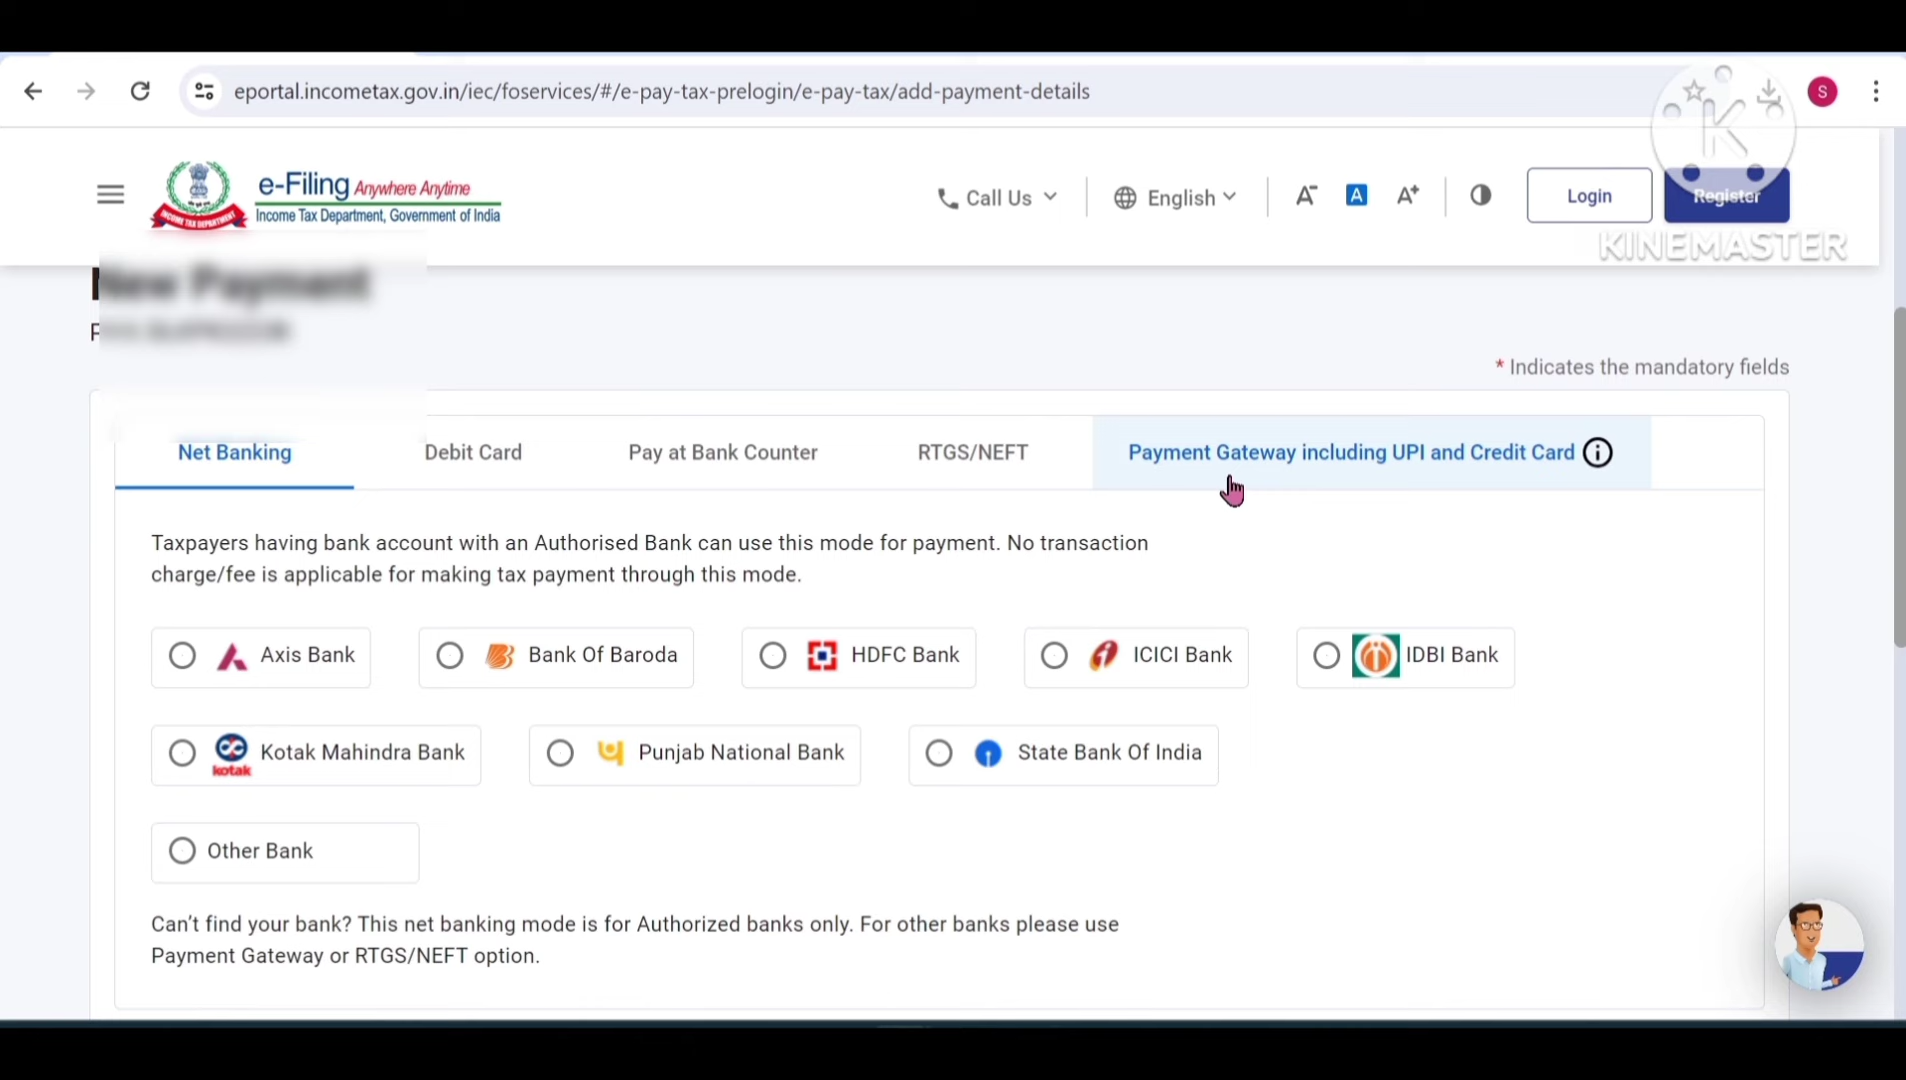 eportal.incometax.gov.in/iec/foservices/#/e-pay-tax-prelogin/e-pay-tax/add-payment-details
S
K
e-Filing Anywhere Anytime
Income Tax Department, Government of India
INCOME TAX DEPARTMENT
Call Us
English
A-
A
A+
Login
Register
KINEMASTER
New Payment
* Indicates the mandatory fields
Net Banking
Debit Card
Pay at Bank Counter
RTGS/NEFT
Payment Gateway including UPI and Credit Card
Taxpayers having bank account with an Authorised Bank can use this mode for payment. No transaction
charge/fee is applicable for making tax payment through this mode.
Axis Bank
Bank Of Baroda
HDFC Bank
ICICI Bank
IDBI Bank
kotak
Kotak Mahindra Bank
Punjab National Bank
State Bank Of India
Other Bank
Can't find your bank? This net banking mode is for Authorized banks only. For other banks please use
Payment Gateway or RTGS/NEFT option.